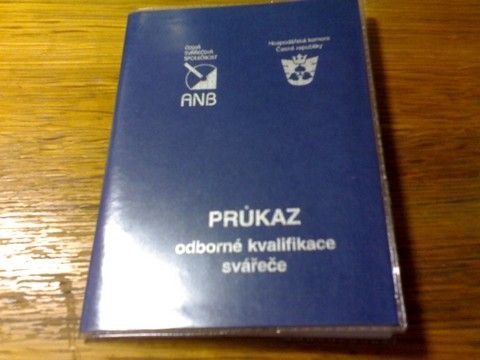 ČESKÁ
SVÁŘEČSKÁ
SPOLEČNOST
ANB
Hospodářská komora
České republiky
PRŮKAZ
odborné kvalifikace
svářeče